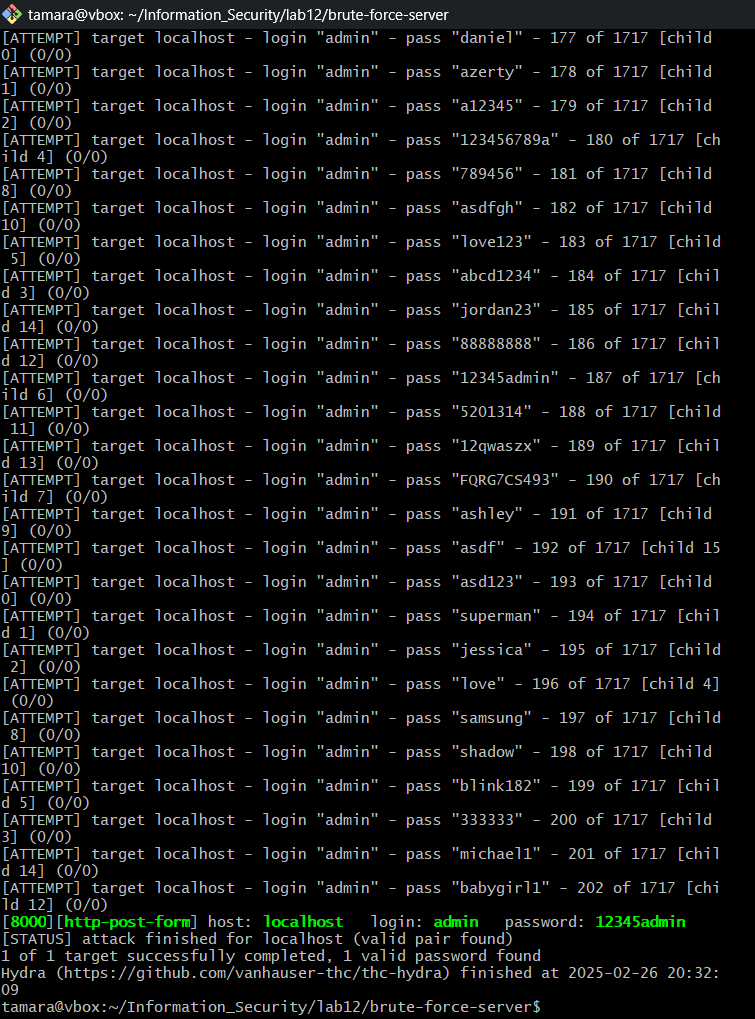 tamara@vbox: ~/Information_Security/lab12/brute-force-server
[ATTEMPT] target localhost - login "admin" - pass "daniel" - 177 of 1717 [child
0] (0/0)
[ATTEMPT] target localhost - login "admin" - pass "azerty" - 178 of 1717 [child
1] (0/0)
[ATTEMPT] target localhost - login "admin" - pass "a12345" - 179 of 1717 [child
2] (0/0)
[ATTEMPT] target localhost - login "admin" - pass "123456789a" - 180 of 1717 [ch
ild 4] (0/0)
[ATTEMPT] target localhost - login "admin" - pass "789456" - 181 of 1717 [child
8] (0/0)
[ATTEMPT] target localhost - login "admin" - pass "asdfgh" - 182 of 1717 [child
10] (0/0)
[ATTEMPT] target localhost - login "admin" - pass "love123" - 183 of 1717 [child
 5] (0/0)
[ATTEMPT] target localhost - login "admin" - pass "abcd1234" - 184 of 1717 [chil
d 3] (0/0)
[ATTEMPT] target localhost - login "admin" - pass "jordan23" - 185 of 1717 [chil
d 14] (0/0)
[ATTEMPT] target localhost - login "admin" - pass "88888888" - 186 of 1717 [chil
d 12] (0/0)
[ATTEMPT] target localhost - login "admin" - pass "12345admin" - 187 of 1717 [ch
ild 6] (0/0)
[ATTEMPT] target localhost - login "admin" - pass "5201314" - 188 of 1717 [child
 11] (0/0)
[ATTEMPT] target localhost - login "admin" - pass "12qwaszx" - 189 of 1717 [chil
d 13] (0/0)
[ATTEMPT] target localhost - login "admin" - pass "FQRG7CS493" - 190 of 1717 [ch
ild 7] (0/0)
[ATTEMPT] target localhost - login "admin" - pass "ashley" - 191 of 1717 [child
9] (0/0)
[ATTEMPT] target localhost - login "admin" - pass "asdf" - 192 of 1717 [child 15
] (0/0)
[ATTEMPT] target localhost - login "admin" - pass "asd123" - 193 of 1717 [child
0] (0/0)
[ATTEMPT] target localhost - login "admin" - pass "superman" - 194 of 1717 [chil
d 1] (0/0)
[ATTEMPT] target localhost - login "admin" - pass "jessica" - 195 of 1717 [child
 2] (0/0)
[ATTEMPT] target localhost - login "admin" - pass "love" - 196 of 1717 [child 4]
 (0/0)
[ATTEMPT] target localhost - login "admin" - pass "samsung" - 197 of 1717 [child
 8] (0/0)
[ATTEMPT] target localhost - login "admin" - pass "shadow" - 198 of 1717 [child
10] (0/0)
[ATTEMPT] target localhost - login "admin" - pass "blink182" - 199 of 1717 [chil
d 5] (0/0)
[ATTEMPT] target localhost - login "admin" - pass "333333" - 200 of 1717 [child
3] (0/0)
[ATTEMPT] target localhost - login "admin" - pass "michael1" - 201 of 1717 [chil
d 14] (0/0)
[ATTEMPT] target localhost - login "admin" - pass "babygirl1" - 202 of 1717 [chi
ld 12] (0/0)
[8000][http-post-form] host: localhost   login: admin   password: 12345admin
[STATUS] attack finished for localhost (valid pair found)
1 of 1 target successfully completed, 1 valid password found
Hydra (https://github.com/vanhauser-thc/thc-hydra) finished at 2025-02-26 20:32:
09
tamara@vbox:~/Information_Security/lab12/brute-force-server$